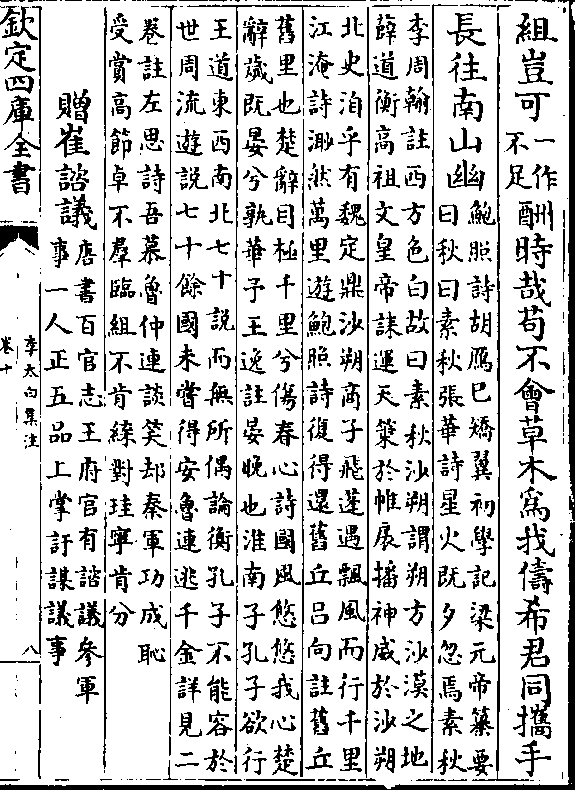 組豈可一作不足酬時哉苟不會草木爲我儔希君同攜手
長往南山幽鮑照詩胡鴈已矯翼初學記梁元帝纂要
曰秋曰素秋張華詩星火既夕忽焉素秋
李周翰註西方色白故曰素秋沙朔謂朔方沙漠之地
薛道衡高祖文皇帝誄運天䇿於帷扆播神威於沙朔
北史洎乎有魏定鼎沙朔商子飛蓬遇飄風而行千里
江淹詩渺然萬里遊鮑照詩復得還舊丘呂向註舊丘
舊里也楚辭目極千里兮傷春心詩國風悠悠我心楚
辭歲既晏兮孰華予王逸註晏晚也淮南子孔子欲行
王道東西南北七十説而無所偶論衡孔子不能容於
世周流遊説七十餘國未嘗得安魯連逃千金詳見二
卷註左思詩吾慕魯仲連談笑却秦軍功成恥
受賞高節卓不羣臨組不肯緤對珪寧肯分
贈崔諮議唐書百官志王府官有諮議參軍
事一人正五品上掌訏謀議事
欽定四庫全書
李太白集注
卷十
八